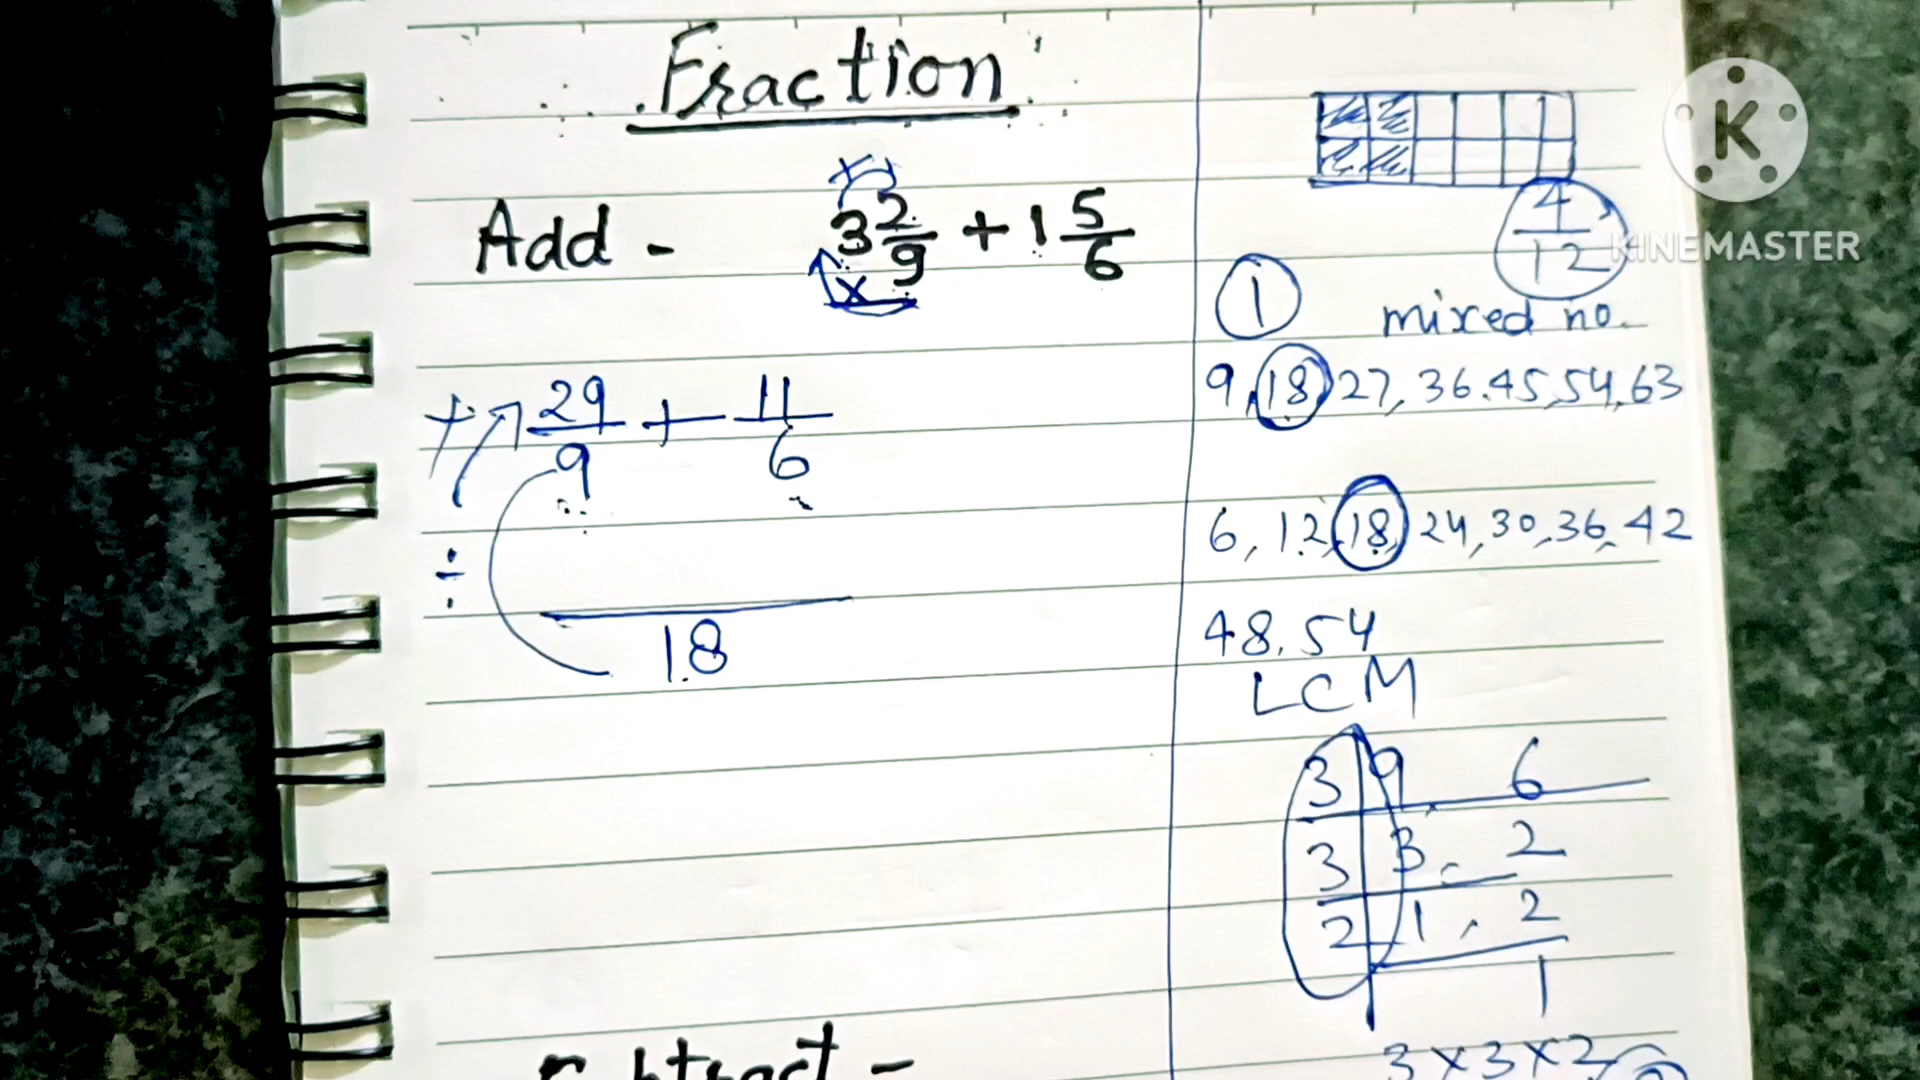 Fraction
Add - 3 2/9 + 1 5/6
29/9 + 11/6
÷
18
4/12
K
KINEMASTER
1 mixed no.
9, 18, 27, 36.45,54,63
6, 12, 18, 24,30,36,42
48,54
LCM
3 9, 6
3 3, 2
2 1, 2
1
3×3×2